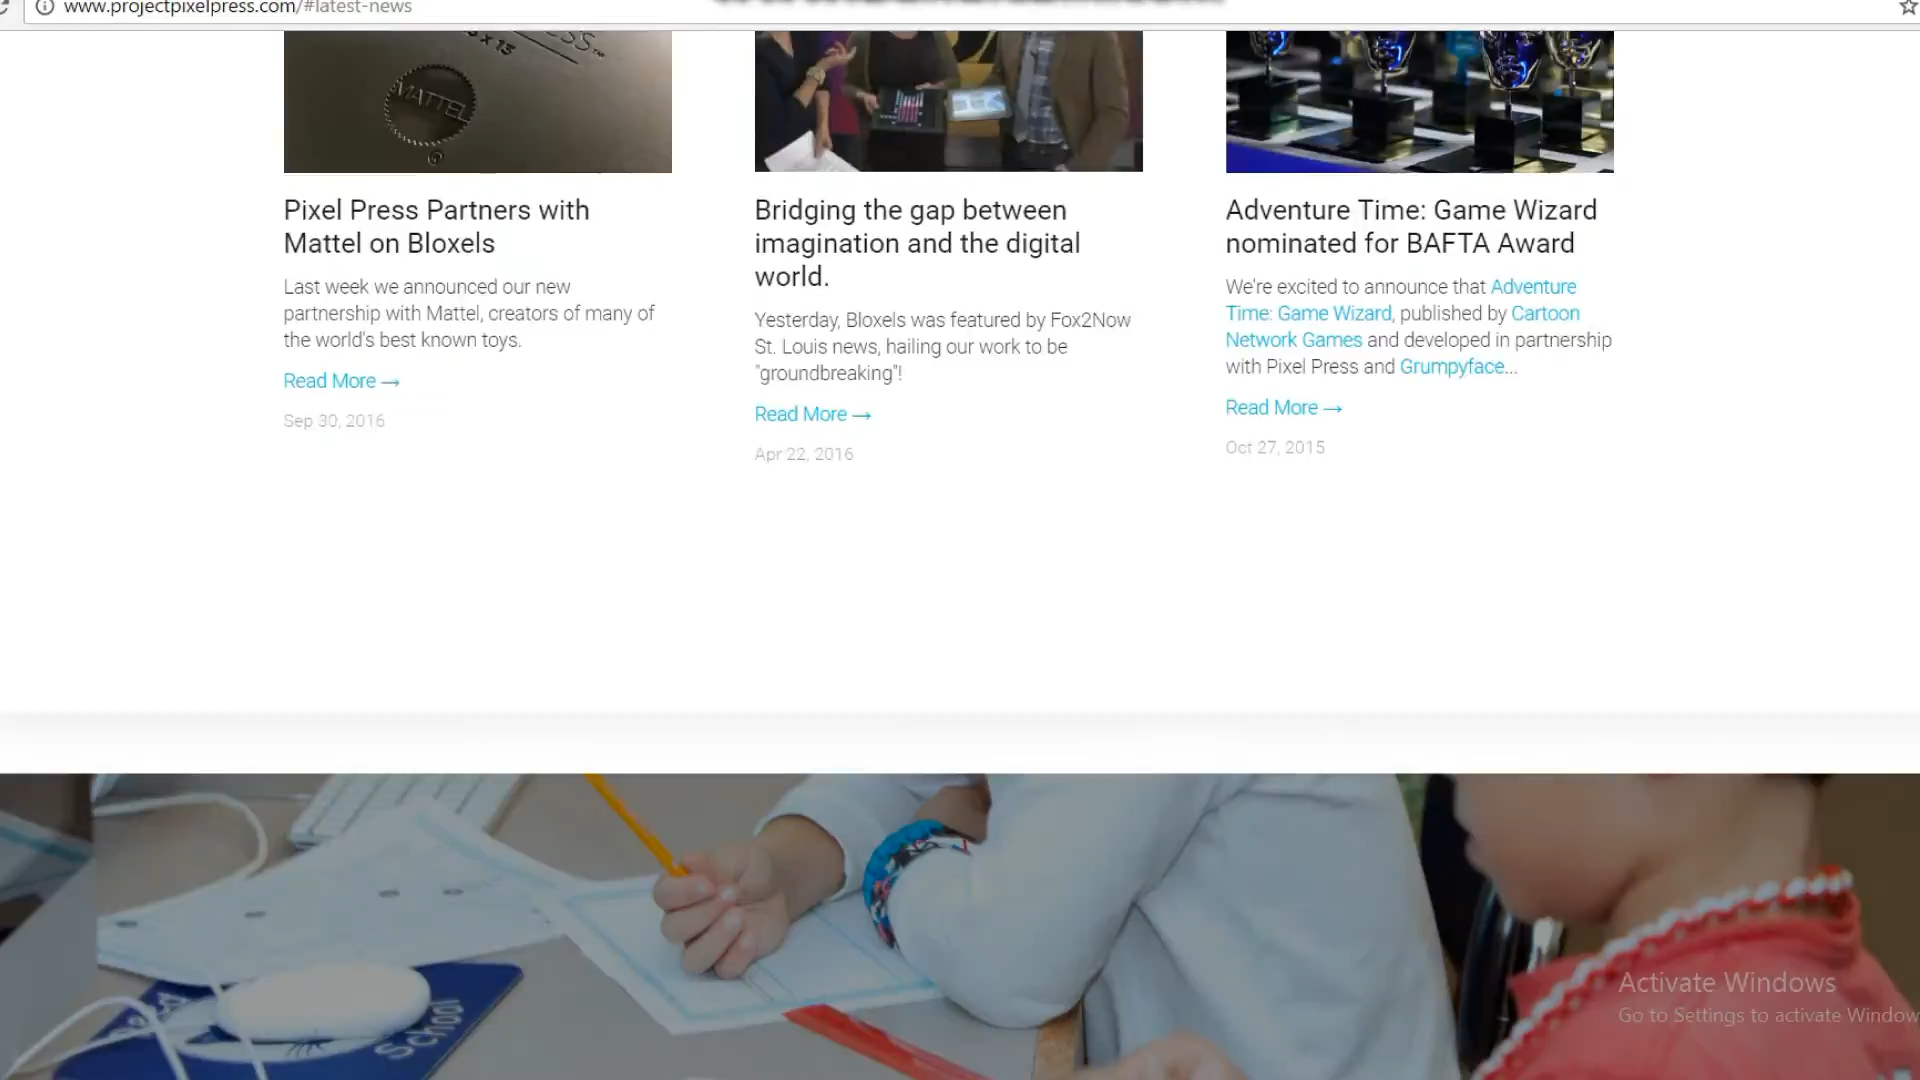 www.projectpixelpress.com/#latest-news
x 13
MATTEL
Pixel Press Partners with
Mattel on Bloxels
Last week we announced our new
partnership with Mattel, creators of many of
the world's best known toys.
Read More →
Sep 30, 2016
Bridging the gap between
imagination and the digital
world.
Yesterday, Bloxels was featured by Fox2Now
St. Louis news, hailing our work to be
"groundbreaking"!
Read More →
Apr 22, 2016
Adventure Time: Game Wizard
nominated for BAFTA Award
We're excited to announce that Adventure
Time: Game Wizard, published by Cartoon
Network Games and developed in partnership
with Pixel Press and Grumpyface...
Read More →
Oct 27, 2015
School
Activate Windows
Go to Settings to activate Window